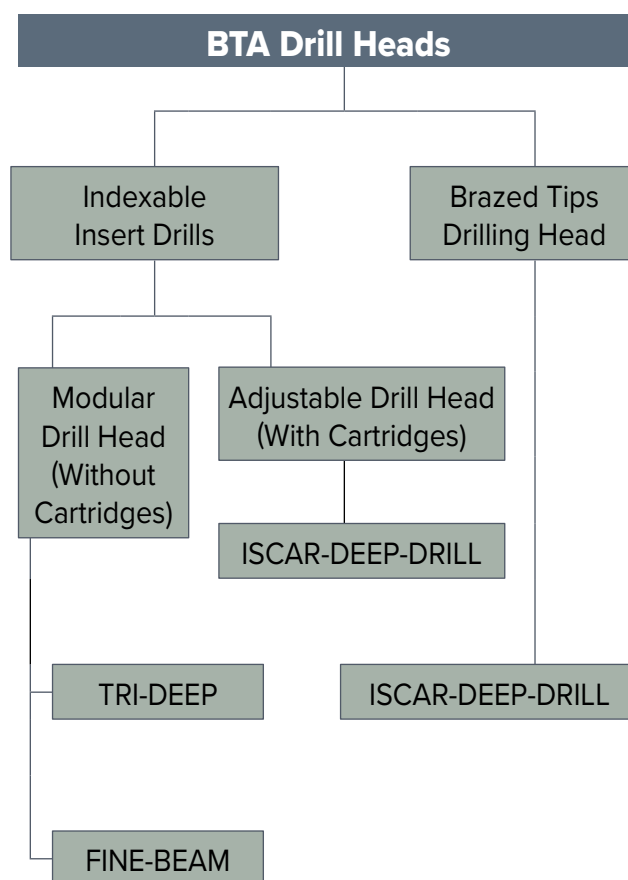 BTA Drill Heads
Indexable
Insert Drills
Brazed Tips
Drilling Head
Modular
Drill Head
(Without
Cartridges)
Adjustable Drill Head
(With Cartridges)
ISCAR-DEEP-DRILL
TRI-DEEP
ISCAR-DEEP-DRILL
FINE-BEAM